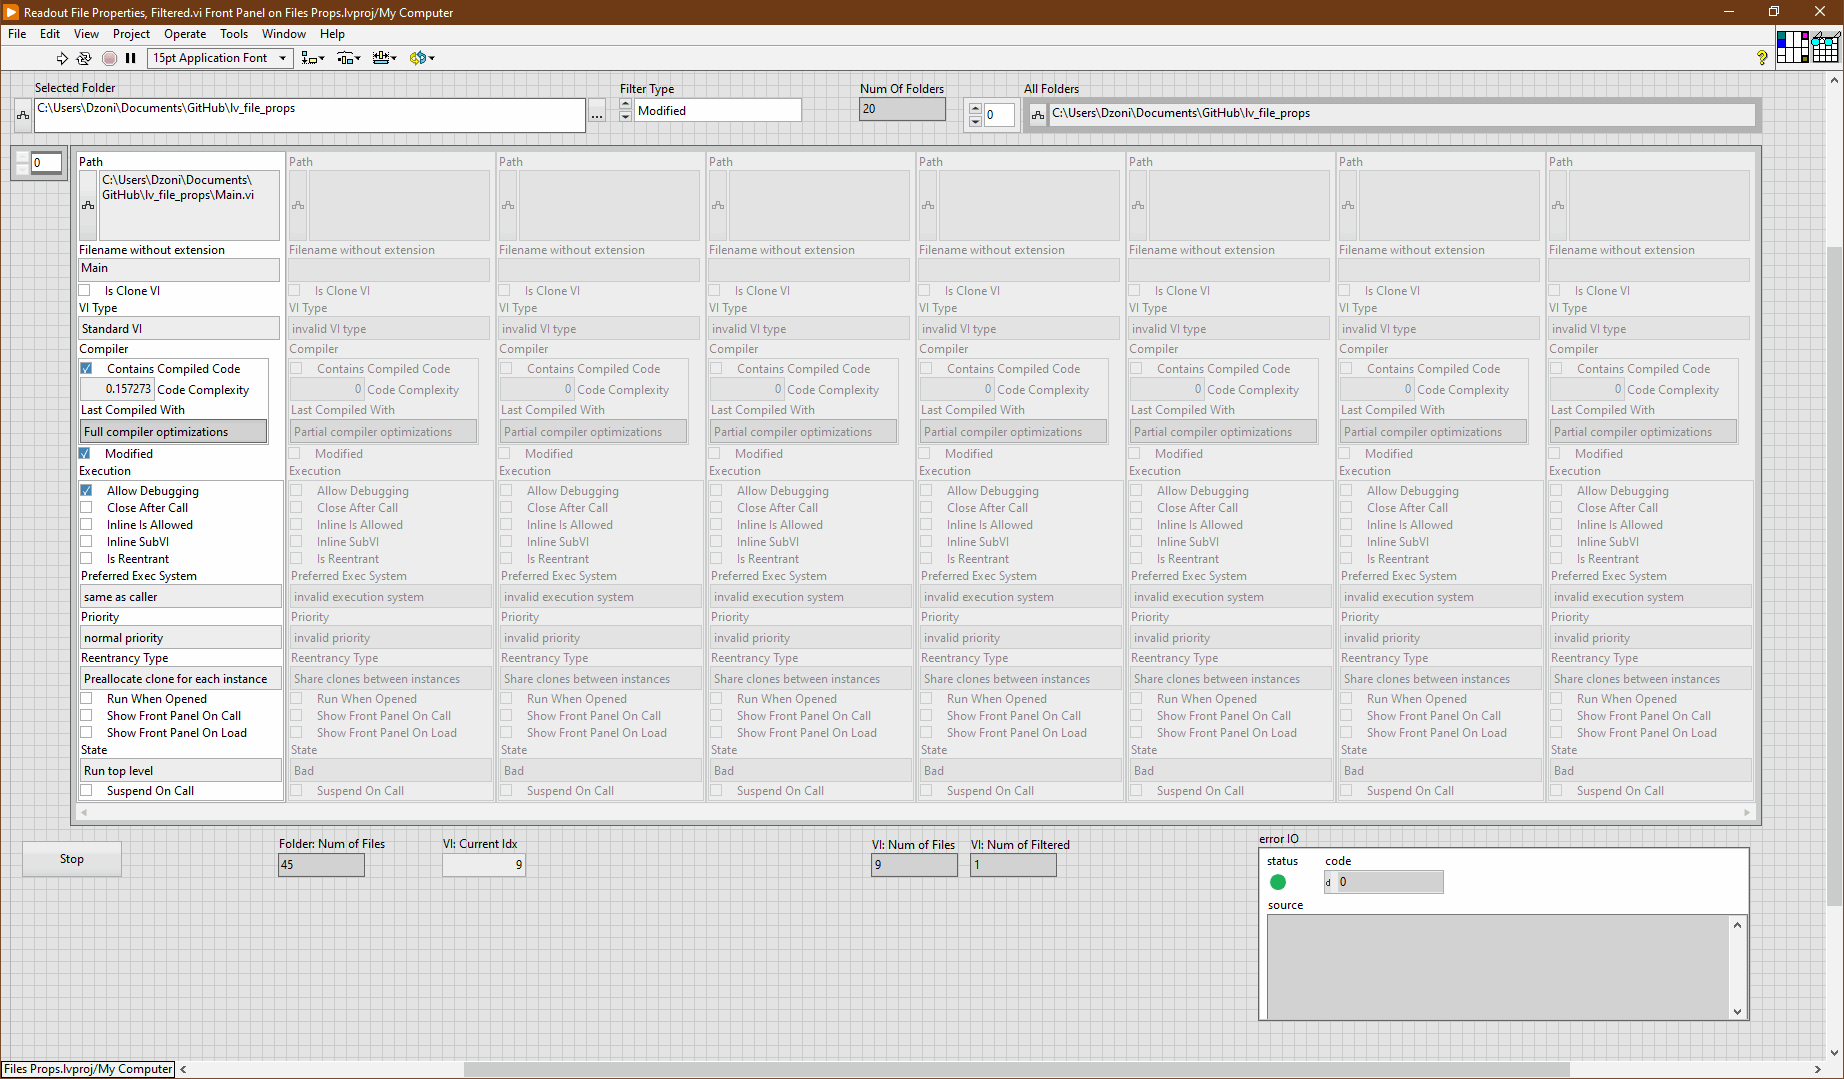 Readout File Properties, Filtered.vi Front Panel on Files Props.lvproj/My Computer
File Edit View Project Operate Tools Window Help
15pt Application Font
Selected Folder Filter Type Num Of Folders All Folders
C:\Users\Dzoni\Documents\GitHub\lv_file_props ... Modified 20 0 C:\Users\Dzoni\Documents\GitHub\lv_file_props
0
Path Path Path Path Path Path Path Path
C:\Users\Dzoni\Documents\
GitHub\lv_file_props\Main.vi
Filename without extension Filename without extension Filename without extension Filename without extension Filename without extension Filename without extension Filename without extension Filename without extension
Main
Is Clone VI Is Clone VI Is Clone VI Is Clone VI Is Clone VI Is Clone VI Is Clone VI Is Clone VI
VI Type VI Type VI Type VI Type VI Type VI Type VI Type VI Type
Standard VI invalid VI type invalid VI type invalid VI type invalid VI type invalid VI type invalid VI type invalid VI type
Compiler Compiler Compiler Compiler Compiler Compiler Compiler Compiler
Contains Compiled Code Contains Compiled Code Contains Compiled Code Contains Compiled Code Contains Compiled Code Contains Compiled Code Contains Compiled Code Contains Compiled Code
0.157273 Code Complexity 0 Code Complexity 0 Code Complexity 0 Code Complexity 0 Code Complexity 0 Code Complexity 0 Code Complexity 0 Code Complexity
Last Compiled With Last Compiled With Last Compiled With Last Compiled With Last Compiled With Last Compiled With Last Compiled With Last Compiled With
Full compiler optimizations Partial compiler optimizations Partial compiler optimizations Partial compiler optimizations Partial compiler optimizations Partial compiler optimizations Partial compiler optimizations Partial compiler optimizations
Modified Modified Modified Modified Modified Modified Modified Modified
Execution Execution Execution Execution Execution Execution Execution Execution
Allow Debugging Allow Debugging Allow Debugging Allow Debugging Allow Debugging Allow Debugging Allow Debugging Allow Debugging
Close After Call Close After Call Close After Call Close After Call Close After Call Close After Call Close After Call Close After Call
Inline Is Allowed Inline Is Allowed Inline Is Allowed Inline Is Allowed Inline Is Allowed Inline Is Allowed Inline Is Allowed Inline Is Allowed
Inline SubVI Inline SubVI Inline SubVI Inline SubVI Inline SubVI Inline SubVI Inline SubVI Inline SubVI
Is Reentrant Is Reentrant Is Reentrant Is Reentrant Is Reentrant Is Reentrant Is Reentrant Is Reentrant
Preferred Exec System Preferred Exec System Preferred Exec System Preferred Exec System Preferred Exec System Preferred Exec System Preferred Exec System Preferred Exec System
same as caller invalid execution system invalid execution system invalid execution system invalid execution system invalid execution system invalid execution system invalid execution system
Priority Priority Priority Priority Priority Priority Priority Priority
normal priority invalid priority invalid priority invalid priority invalid priority invalid priority invalid priority invalid priority
Reentrancy Type Reentrancy Type Reentrancy Type Reentrancy Type Reentrancy Type Reentrancy Type Reentrancy Type Reentrancy Type
Preallocate clone for each instance Share clones between instances Share clones between instances Share clones between instances Share clones between instances Share clones between instances Share clones between instances Share clones between instances
Run When Opened Run When Opened Run When Opened Run When Opened Run When Opened Run When Opened Run When Opened Run When Opened
Show Front Panel On Call Show Front Panel On Call Show Front Panel On Call Show Front Panel On Call Show Front Panel On Call Show Front Panel On Call Show Front Panel On Call Show Front Panel On Call
Show Front Panel On Load Show Front Panel On Load Show Front Panel On Load Show Front Panel On Load Show Front Panel On Load Show Front Panel On Load Show Front Panel On Load Show Front Panel On Load
State State State State State State State State
Run top level Bad Bad Bad Bad Bad Bad Bad
Suspend On Call Suspend On Call Suspend On Call Suspend On Call Suspend On Call Suspend On Call Suspend On Call Suspend On Call
Stop Folder: Num of Files VI: Current Idx VI: Num of Files VI: Num of Filtered error IO
45 9 9 1
status code
d 0
source
Files Props.lvproj/My Computer